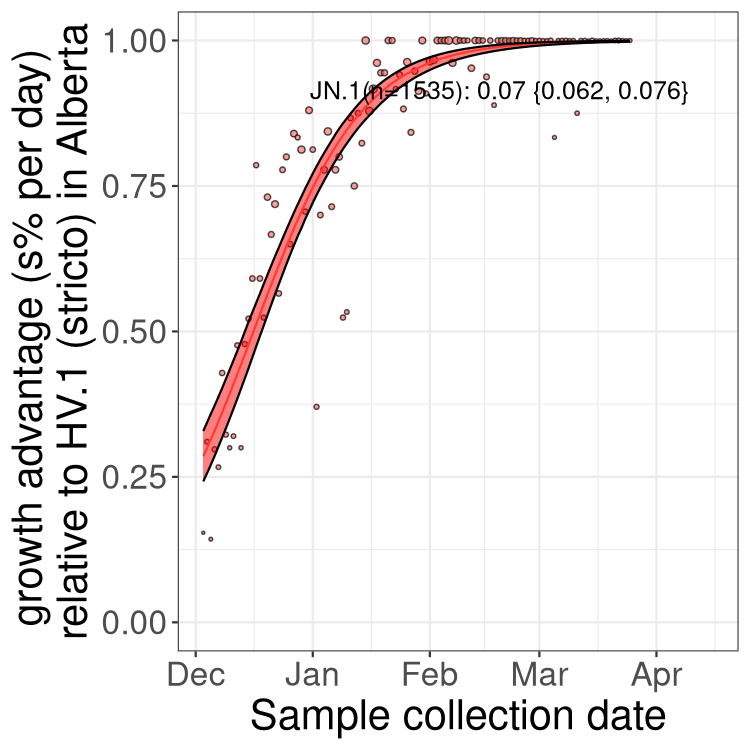 growth advantage (s% per day)
relative to HV.1 (stricto) in Alberta
1.00
0.75
0.50
0.25
0.00
JN.1(n=1535): 0.07 {0.062, 0.076}
Dec Jan Feb Mar Apr
Sample collection date